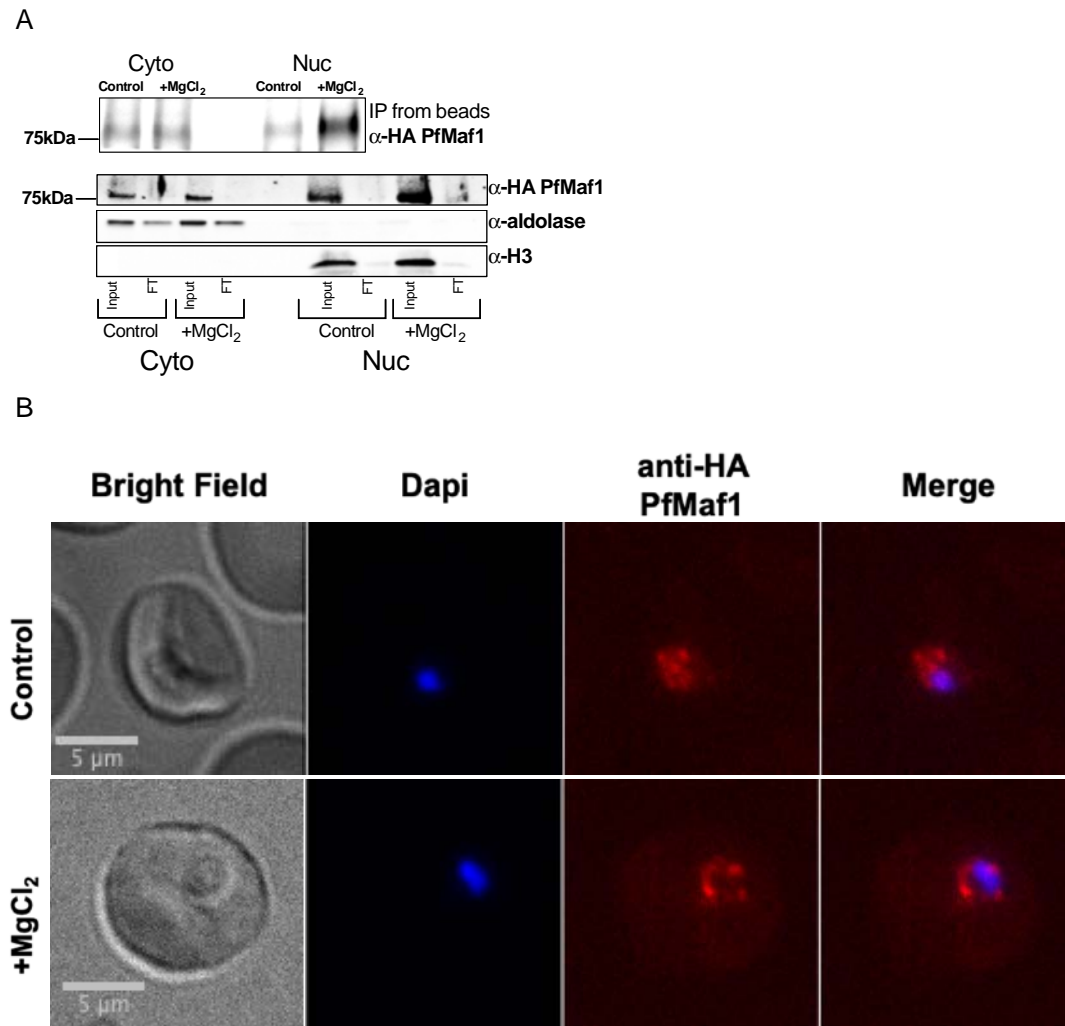 A
Cyto Nuc
Control +MgCl₂ Control +MgCl₂
IP from beads
75kDa α-HA PfMaf1
α-HA PfMaf1
75kDa
α-aldolase
α-H3
Input FT Input FT Input FT Input FT
Control +MgCl₂ Control +MgCl₂
Cyto Nuc
B
Bright Field Dapi anti-HA PfMaf1 Merge
Control
5 µm
+MgCl₂
5 µm